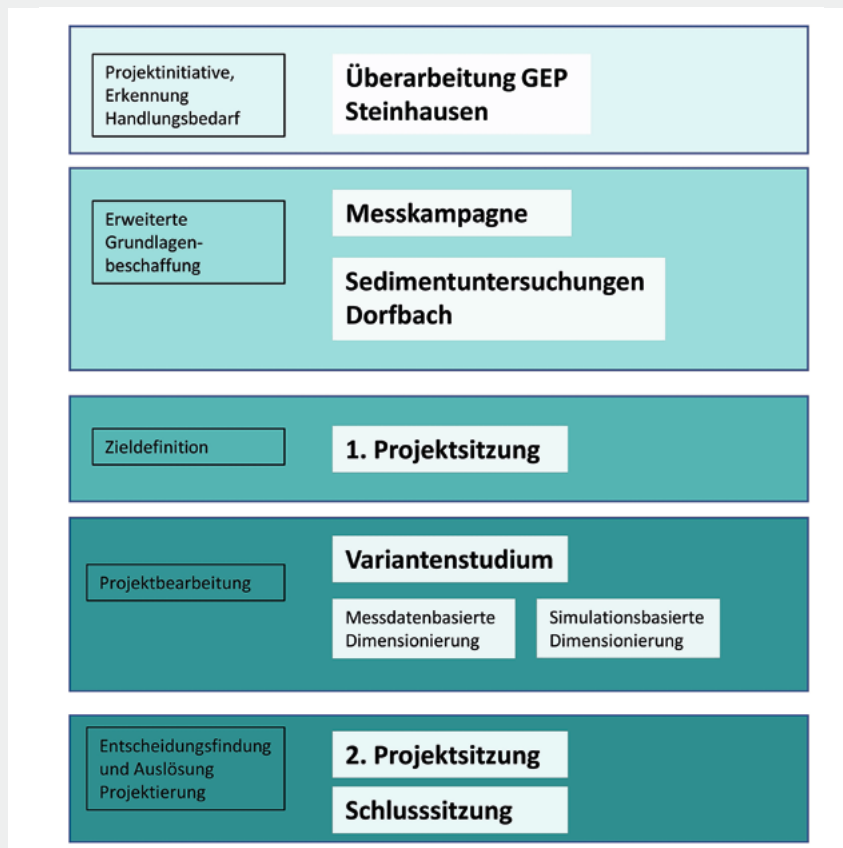 Projektinitiative,
Erkennung
Handlungsbedarf
Überarbeitung GEP
Steinhausen
Erweiterte
Grundlagen-
beschaffung
Messkampagne
Sedimentuntersuchungen
Dorfbach
Zieldefinition
1. Projektsitzung
Projektbearbeitung
Variantenstudium
Messdatenbasierte
Dimensionierung
Simulationsbasierte
Dimensionierung
Entscheidungsfindung
und Auslösung
Projektierung
2. Projektsitzung
Schlusssitzung